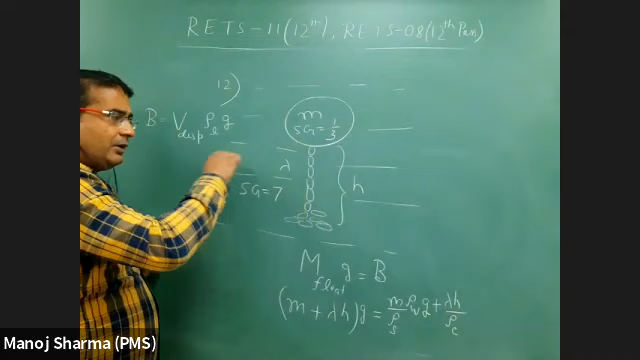 RETS-11 (12th), RETS-08 (12th Pass)
12)
B = V disp ρ l g
m
SG = 1/3
λ
SG = 7
h
M float g = B
(m + λh) g = m/ρs ρw g + λh/ρc
Manoj Sharma (PMS)